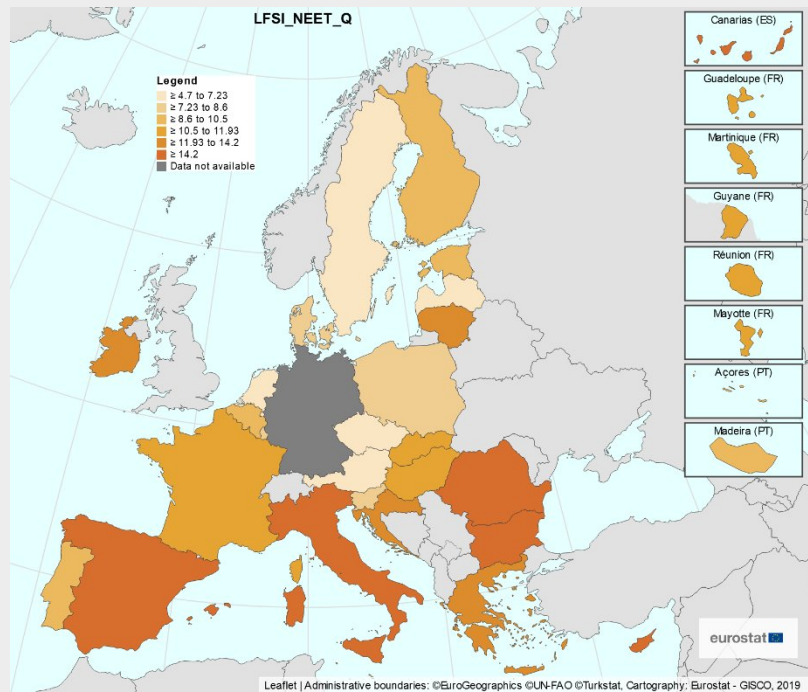 LFSI_NEET_Q
Legend
≥ 4.7 to 7.23
≥ 7.23 to 8.6
≥ 8.6 to 10.5
≥ 10.5 to 11.93
≥ 11.93 to 14.2
≥ 14.2
Data not available
Canarias (ES)
Guadeloupe (FR)
Martinique (FR)
Guyane (FR)
Réunion (FR)
Mayotte (FR)
Açores (PT)
Madeira (PT)
eurostat
Leaflet | Administrative boundaries: ©EuroGeographics ©UN-FAO ©Turkstat, Cartography: Eurostat - GISCO, 2019